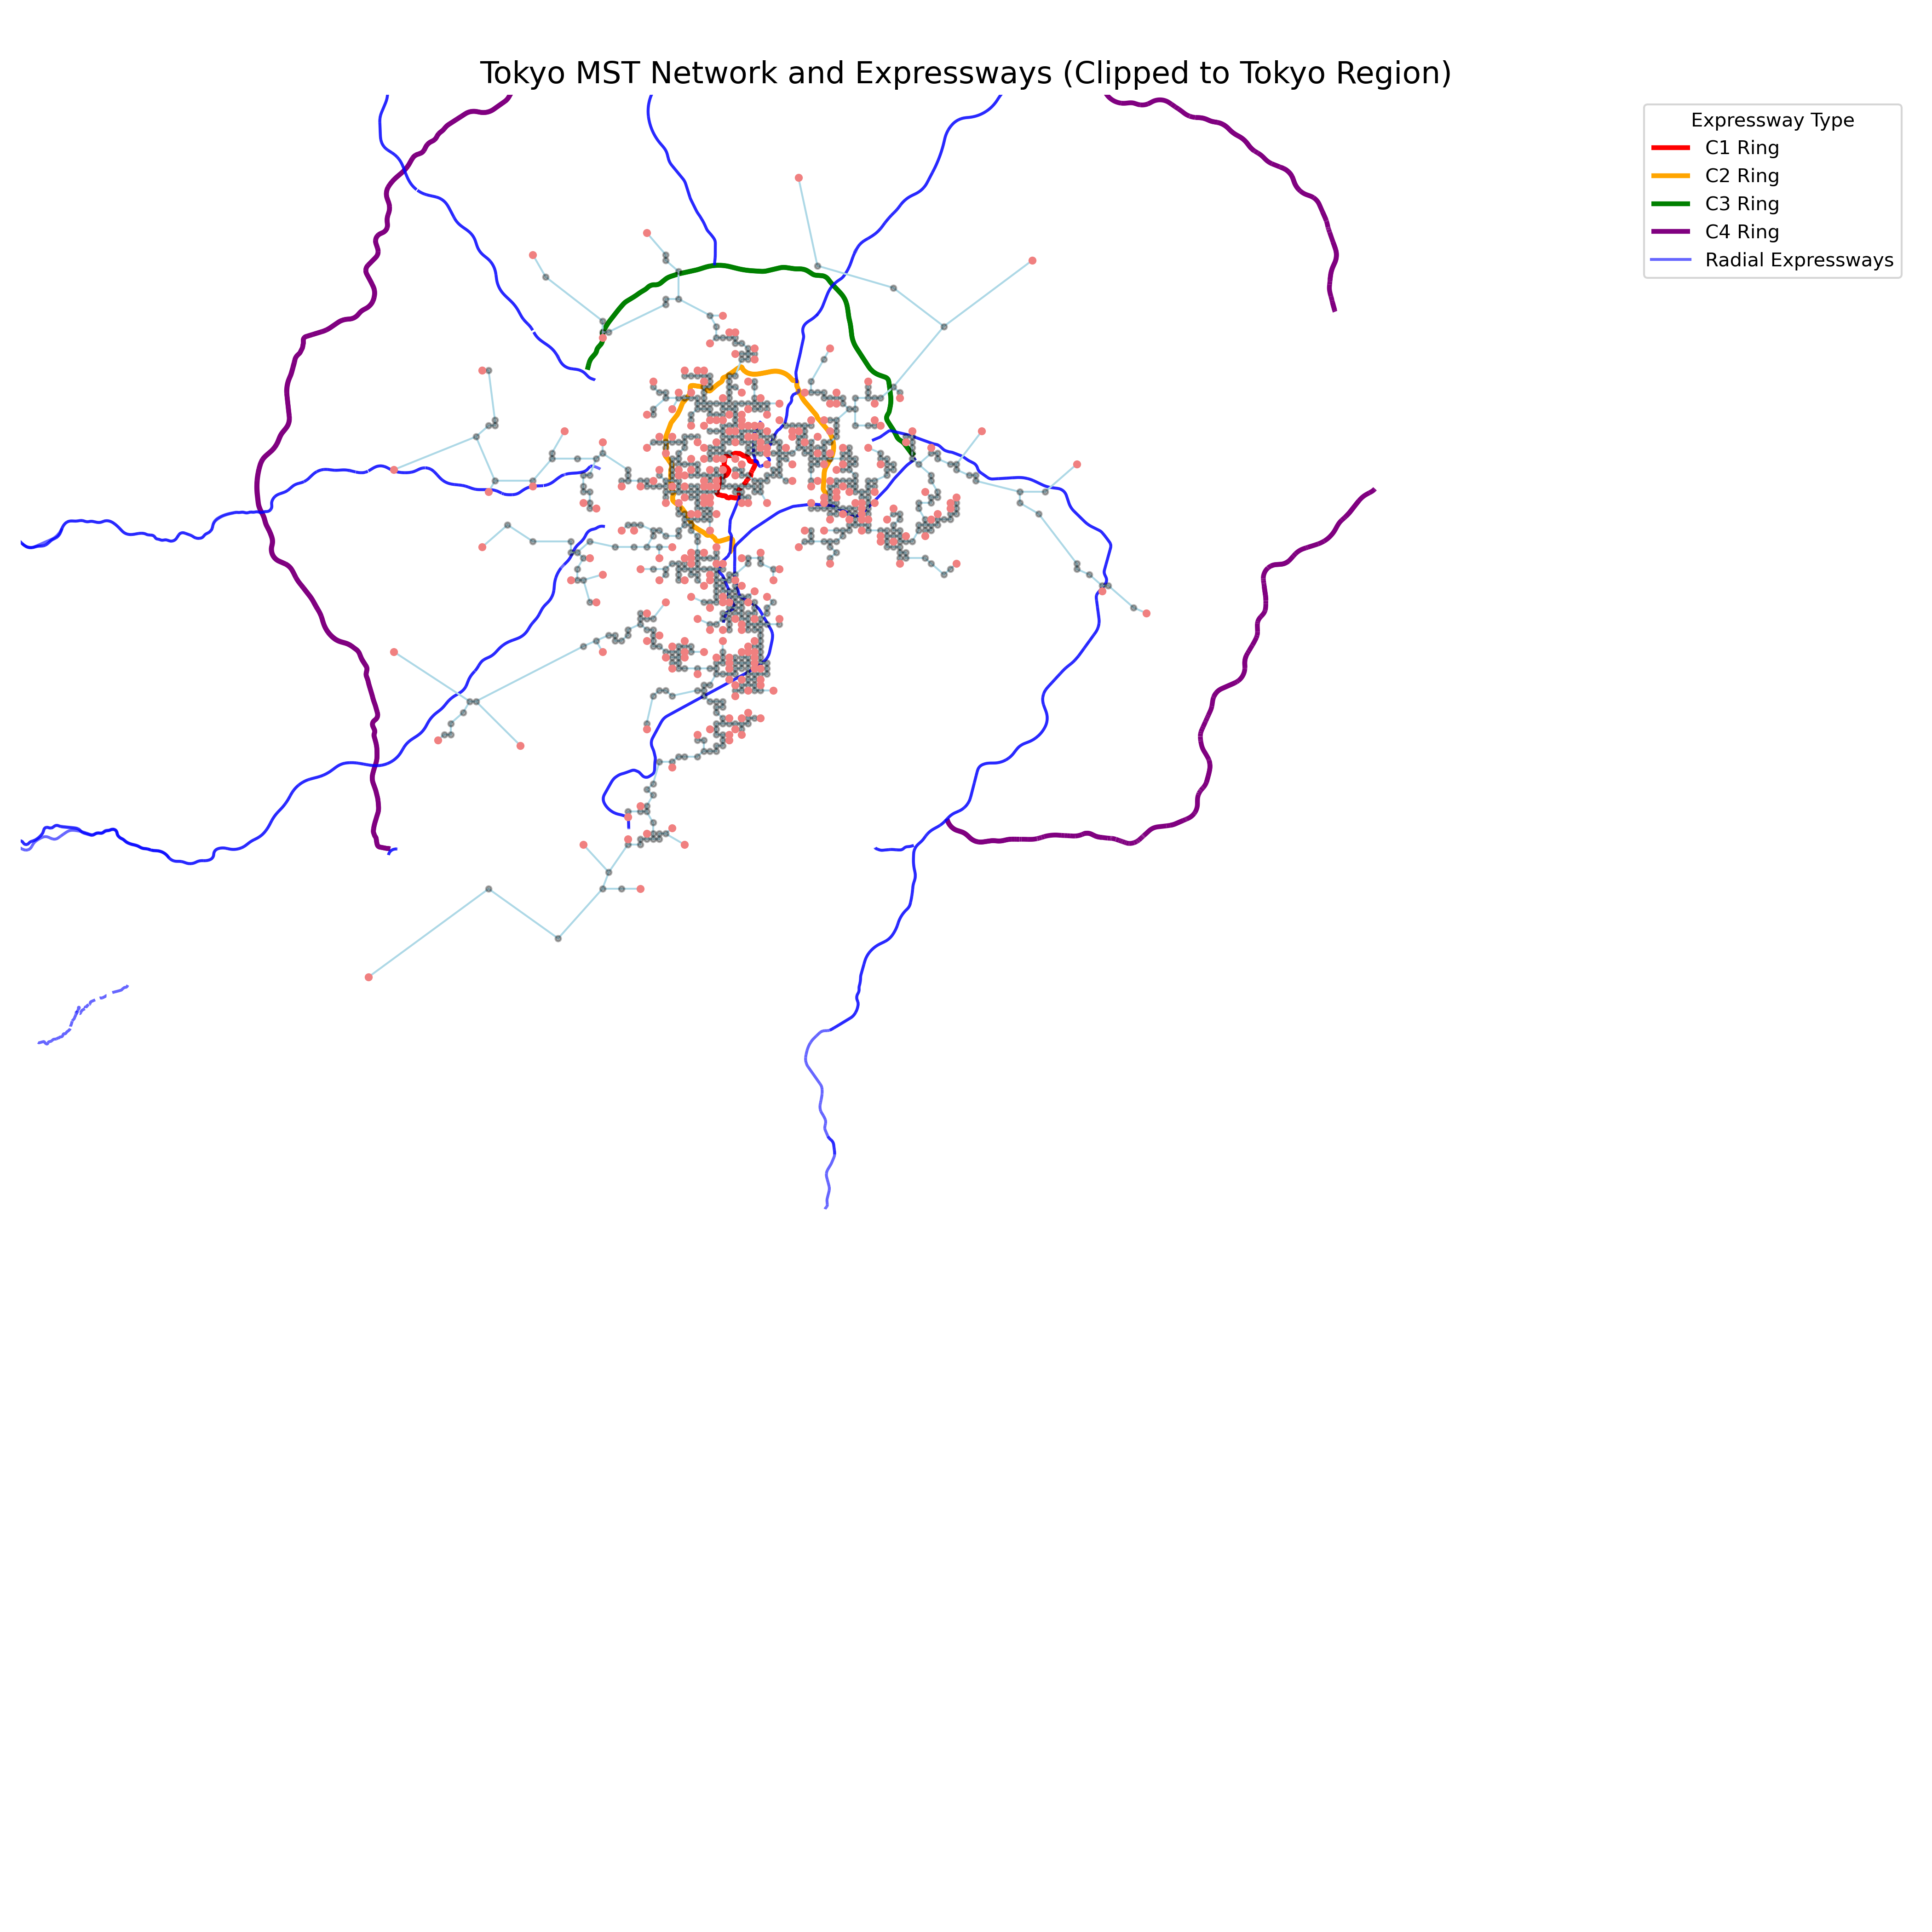 Tokyo MST Network and Expressways (Clipped to Tokyo Region)
Expressway Type
C1 Ring
C2 Ring
C3 Ring
C4 Ring
Radial Expressways